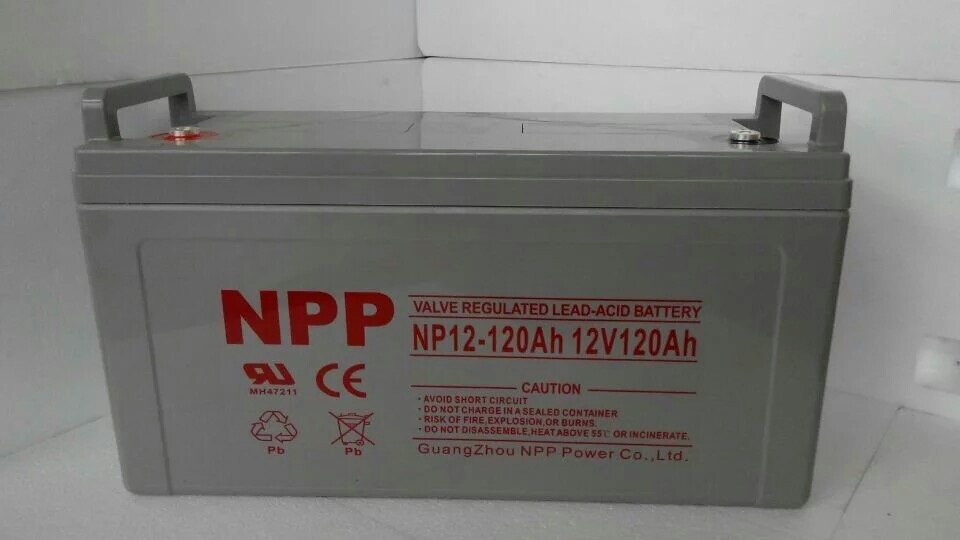 NPP
VALVE REGULATED LEAD-ACID BATTERY
NP12-120Ah 12V120Ah
RU
MH47211
CE
CAUTION
• AVOID SHORT CIRCUIT
• DO NOT CHARGE IN A SEALED CONTAINER
• RISK OF FIRE,EXPLOSION,OR BURNS.
• DO NOT DISASSEMBLE,HEAT ABOVE 55℃ OR INCINERATE.
Pb
Pb
GuangZhou NPP Power Co.,Ltd.